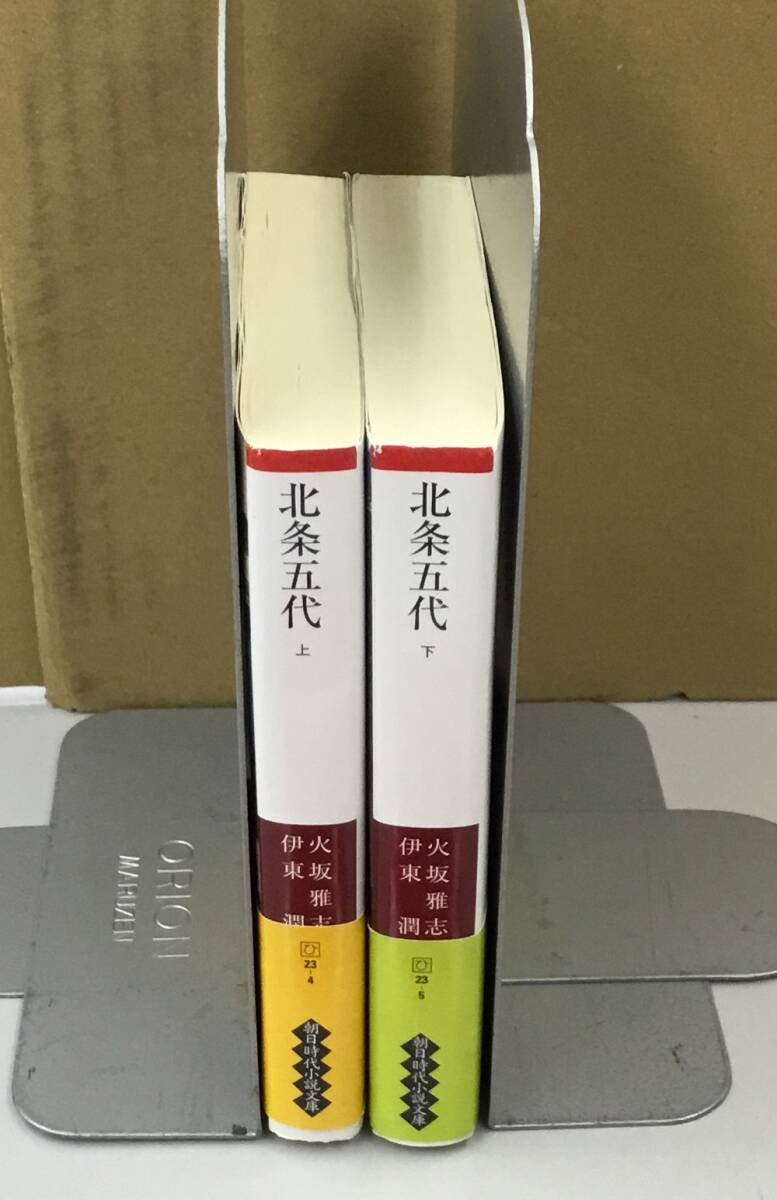 北条五代
上
火坂雅志
伊東 潤
ひ
23-4
朝日時代小説文庫
北条五代
下
火坂雅志
伊東 潤
ひ
23-5
朝日時代小説文庫
ORION
MARUZEN